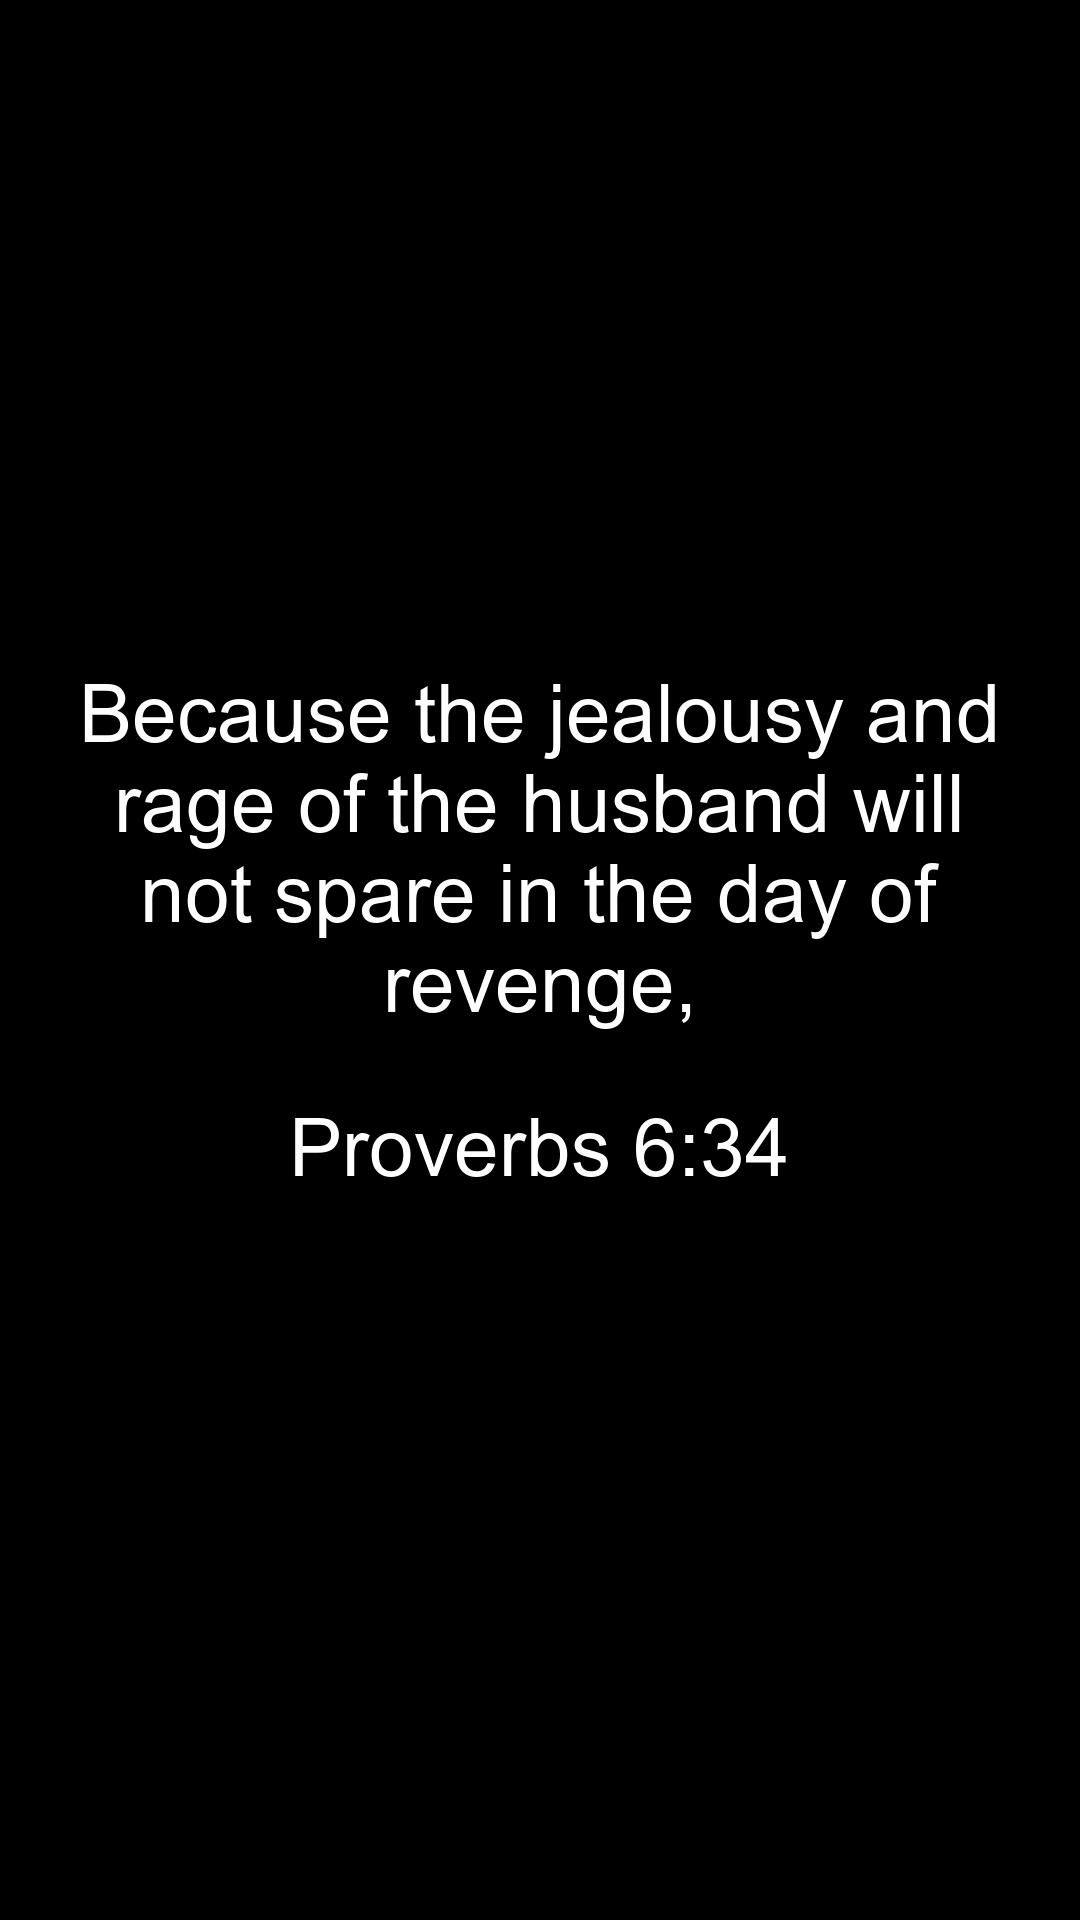 Because the jealousy and
rage of the husband will
not spare in the day of
revenge,
Proverbs 6:34